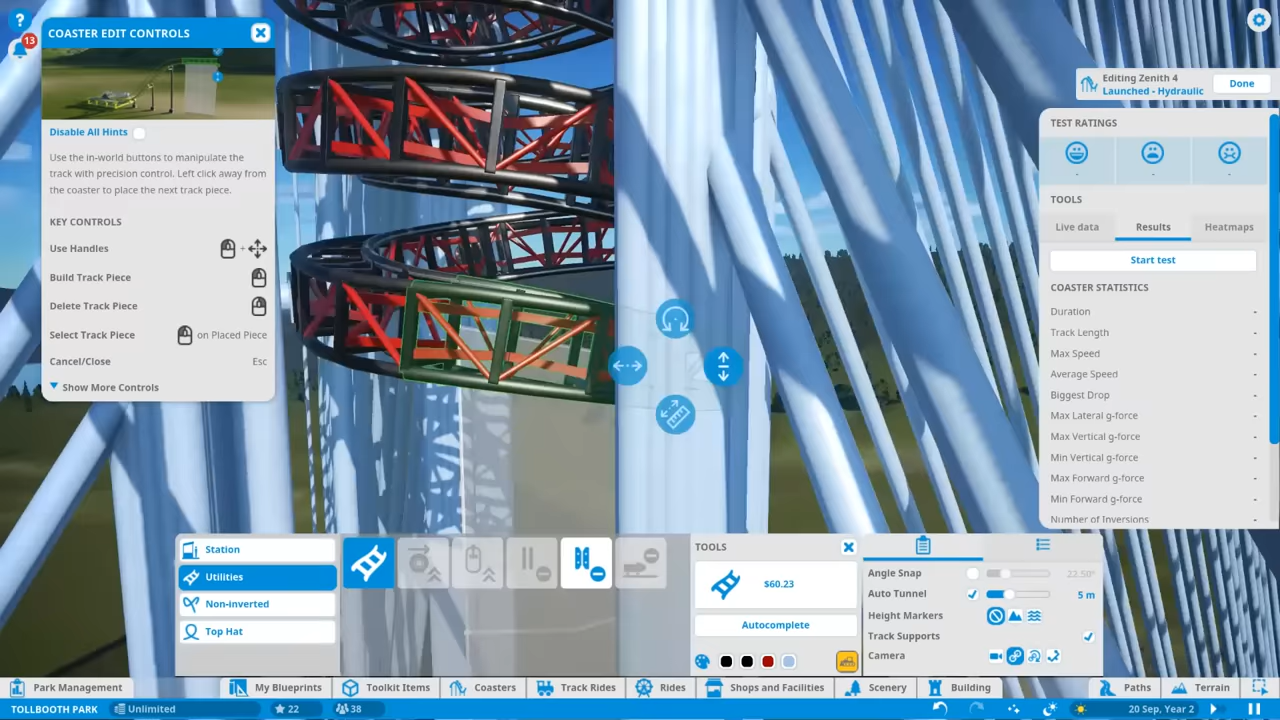 ?
13
COASTER EDIT CONTROLS
Disable All Hints
Use the in-world buttons to manipulate the
track with precision control. Left click away from
the coaster to place the next track piece.
KEY CONTROLS
Use Handles
+
Build Track Piece
Delete Track Piece
Select Track Piece
on Placed Piece
Cancel/Close
Esc
Show More Controls
Editing Zenith 4
Launched - Hydraulic
Done
TEST RATINGS
- - -
TOOLS
Live data
Results
Heatmaps
Start test
COASTER STATISTICS
Duration -
Track Length -
Max Speed -
Average Speed -
Biggest Drop -
Max Lateral g-force -
Max Vertical g-force -
Min Vertical g-force -
Max Forward g-force -
Min Forward g-force -
Number of Inversions -
Station
Utilities
Non-inverted
Top Hat
TOOLS
$60.23
Autocomplete
Angle Snap
22.50°
Auto Tunnel
5 m
Height Markers
Track Supports
Camera
Park Management
My Blueprints
Toolkit Items
Coasters
Track Rides
Rides
Shops and Facilities
Scenery
Building
Paths
Terrain
TOLLBOOTH PARK
Unlimited
22
38
20 Sep, Year 2